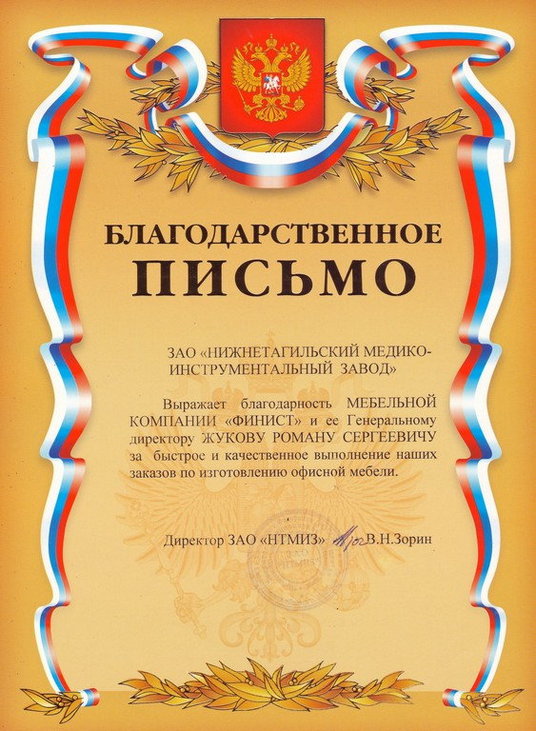 БЛАГОДАРСТВЕННОЕ
ПИСЬМО
ЗАО «НИЖНЕТАГИЛЬСКИЙ МЕДИКО-
ИНСТРУМЕНТАЛЬНЫЙ ЗАВОД»
Выражает благодарность МЕБЕЛЬНОЙ
КОМПАНИИ «ФИНИСТ» и ее Генеральному
директору ЖУКОВУ РОМАНУ СЕРГЕЕВИЧУ
за быстрое и качественное выполнение наших
заказов по изготовлению офисной мебели.
Директор ЗАО «НТМИЗ» В.Н.Зорин